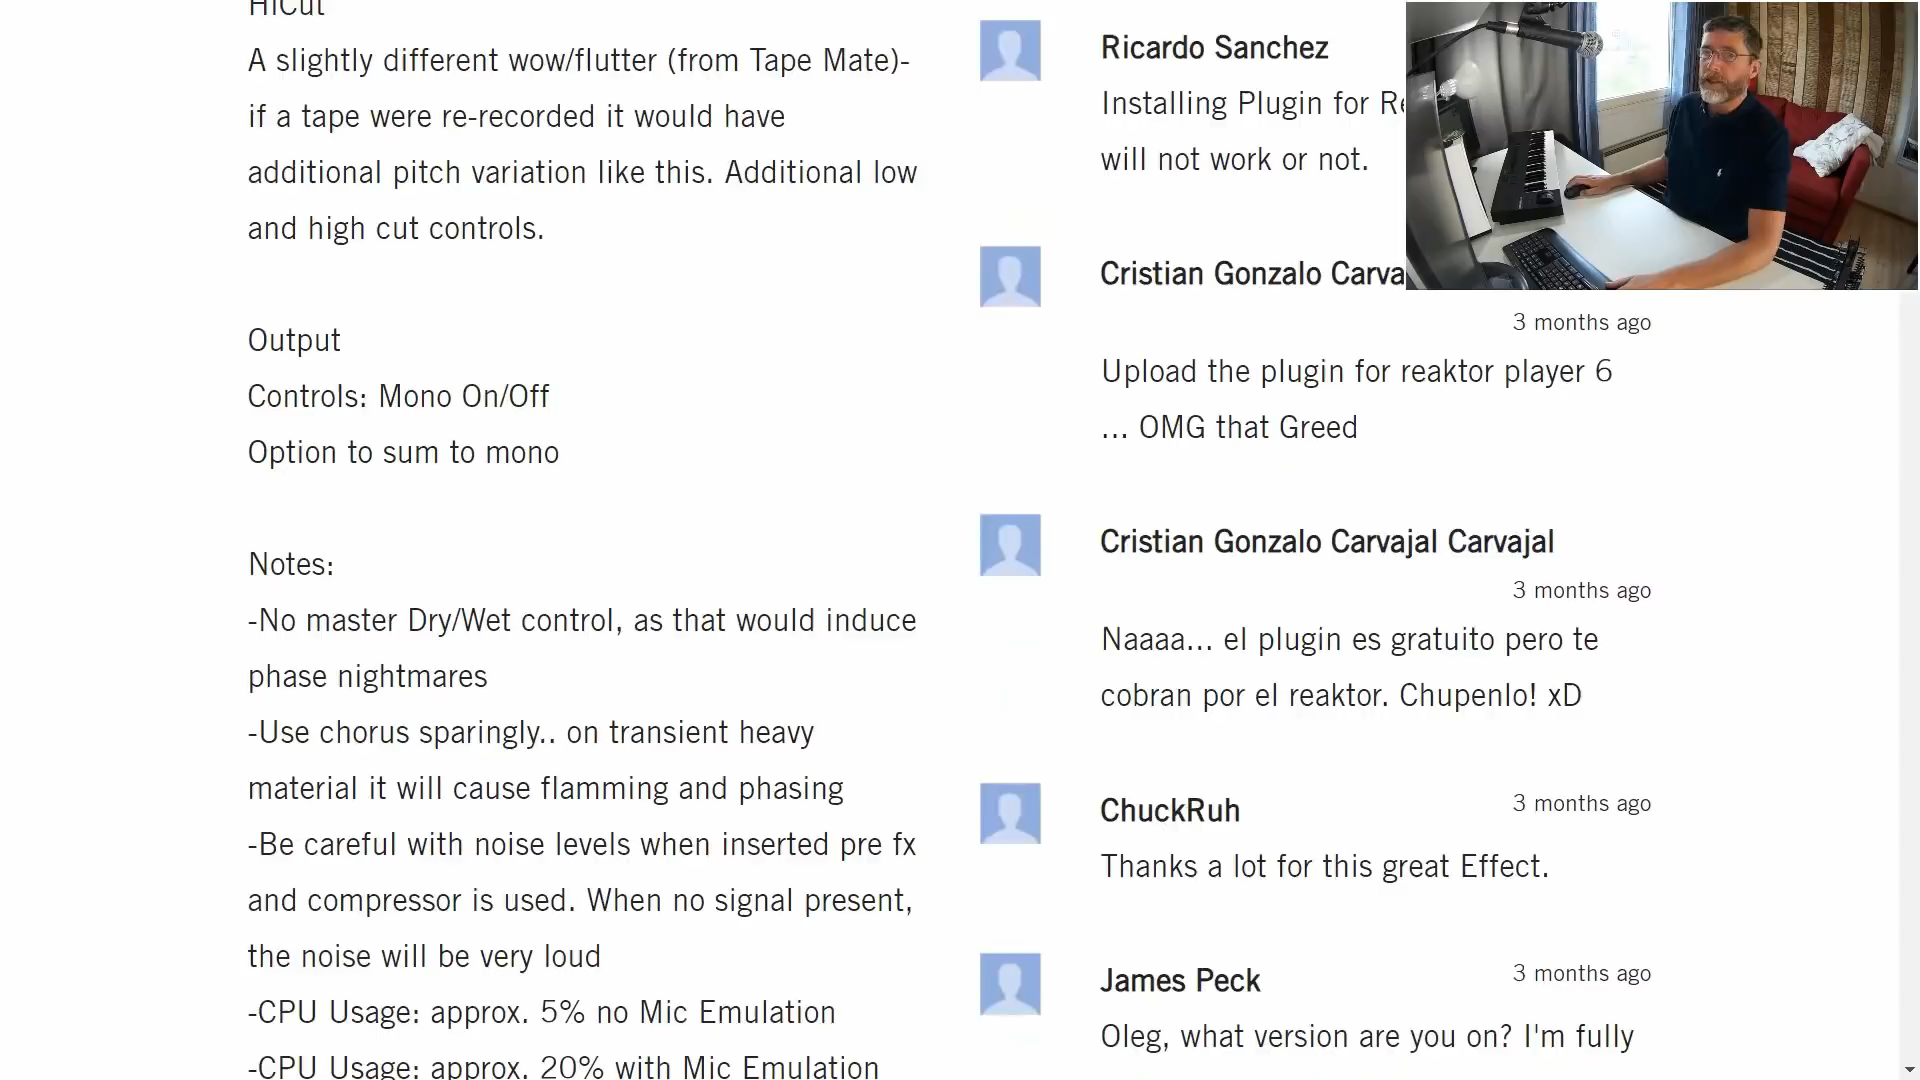 HiCut
A slightly different wow/flutter (from Tape Mate)-
if a tape were re-recorded it would have
additional pitch variation like this. Additional low
and high cut controls.
Output
Controls: Mono On/Off
Option to sum to mono
Notes:
-No master Dry/Wet control, as that would induce
phase nightmares
-Use chorus sparingly.. on transient heavy
material it will cause flamming and phasing
-Be careful with noise levels when inserted pre fx
and compressor is used. When no signal present,
the noise will be very loud
-CPU Usage: approx. 5% no Mic Emulation
-CPU Usage: approx. 20% with Mic Emulation
Ricardo Sanchez
Installing Plugin for
will not work or not.
Cristian Gonzalo
3 months ago
Upload the plugin for reaktor player 6
... OMG that Greed
Cristian Gonzalo Carvajal Carvajal
3 months ago
Naaaa... el plugin es gratuito pero te
cobran por el reaktor. Chupenlo! xD
ChuckRuh
3 months ago
Thanks a lot for this great Effect.
James Peck
3 months ago
Oleg, what version are you on? I'm fully